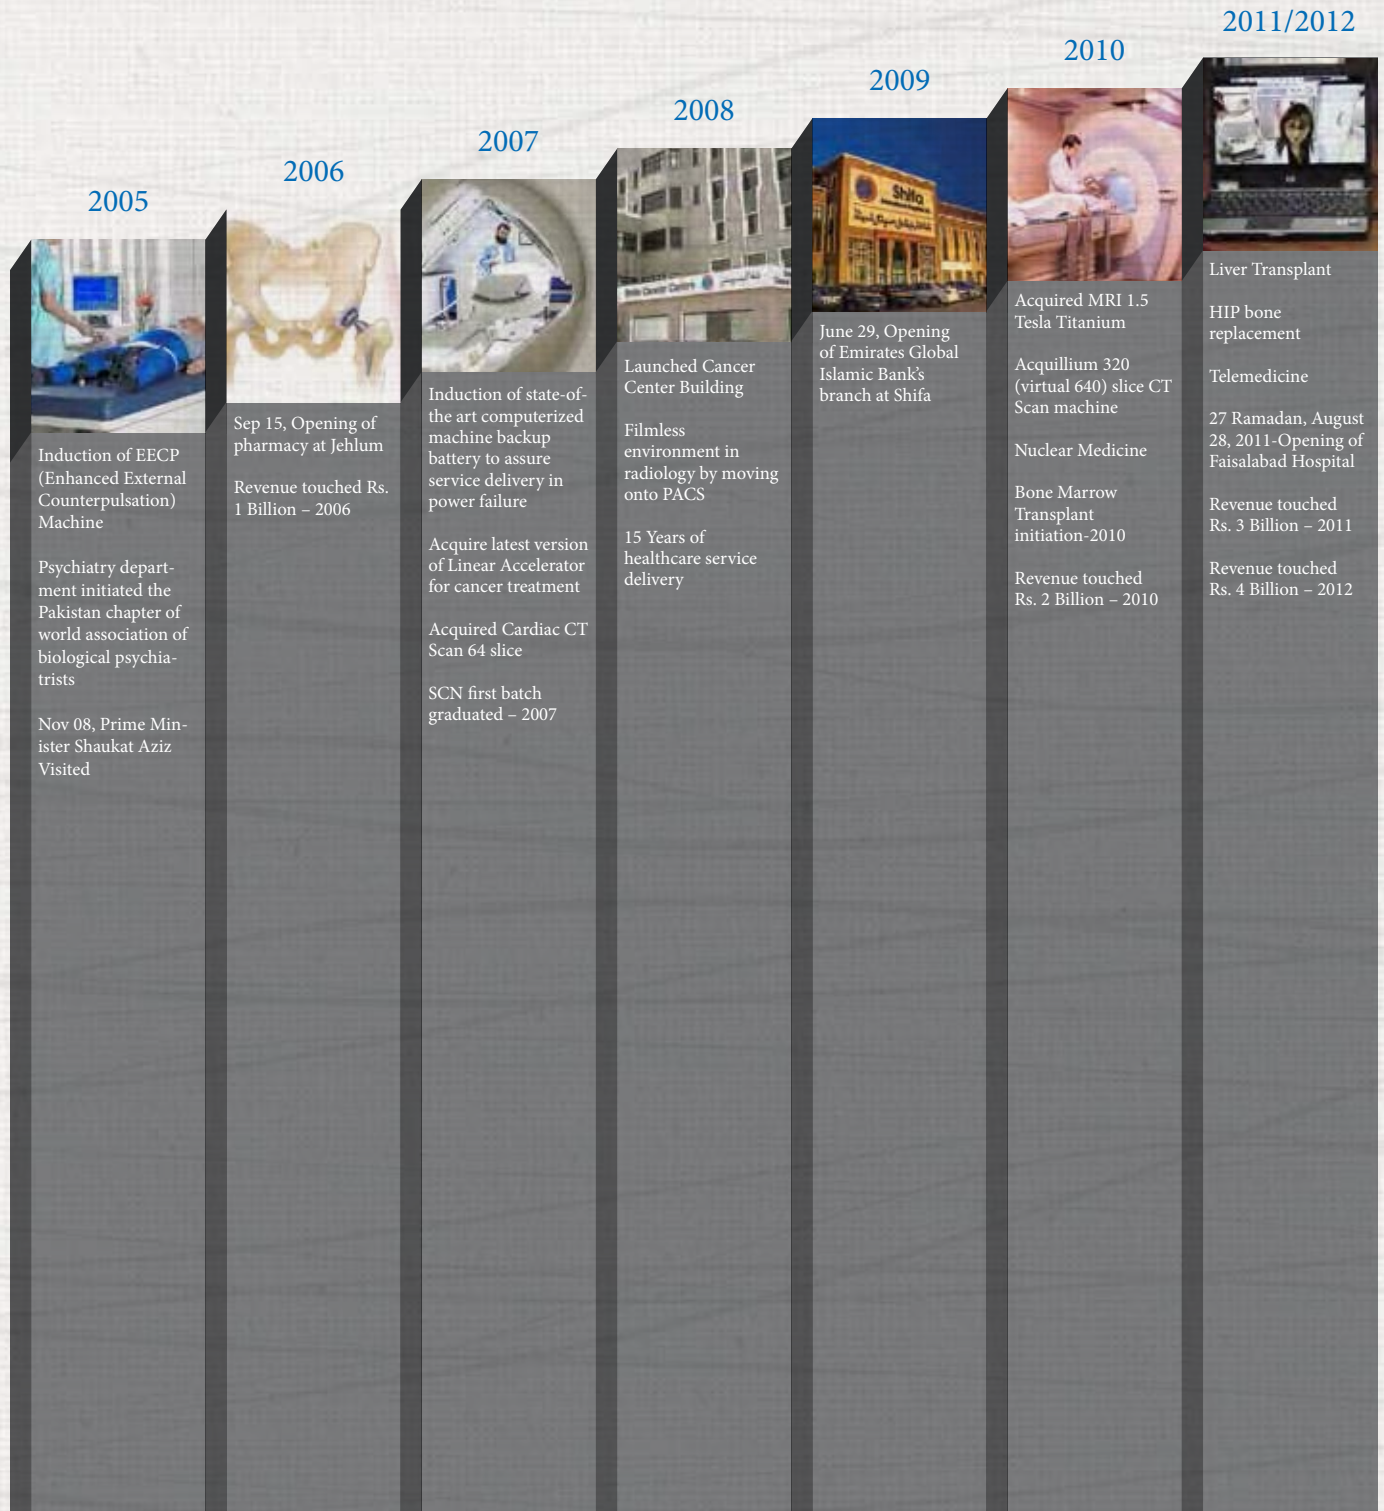 2005
Induction of EECP
(Enhanced External
Counterpulsation)
Machine
Psychiatry depart-
ment initiated the
Pakistan chapter of
world association of
biological psychia-
trists
Nov 08, Prime Min-
ister Shaukat Aziz
Visited
2006
Sep 15, Opening of
pharmacy at Jehlum
Revenue touched Rs.
1 Billion – 2006
2007
Induction of state-of-
the art computerized
machine backup
battery to assure
service delivery in
power failure
Acquire latest version
of Linear Accelerator
for cancer treatment
Acquired Cardiac CT
Scan 64 slice
SCN first batch
graduated – 2007
2008
Launched Cancer
Center Building
Filmless
environment in
radiology by moving
onto PACS
15 Years of
healthcare service
delivery
2009
Shifa
June 29, Opening
of Emirates Global
Islamic Bank’s
branch at Shifa
2010
Acquired MRI 1.5
Tesla Titanium
Acquillium 320
(virtual 640) slice CT
Scan machine
Nuclear Medicine
Bone Marrow
Transplant
initiation-2010
Revenue touched
Rs. 2 Billion – 2010
2011/2012
Liver Transplant
HIP bone
replacement
Telemedicine
27 Ramadan, August
28, 2011-Opening of
Faisalabad Hospital
Revenue touched
Rs. 3 Billion – 2011
Revenue touched
Rs. 4 Billion – 2012